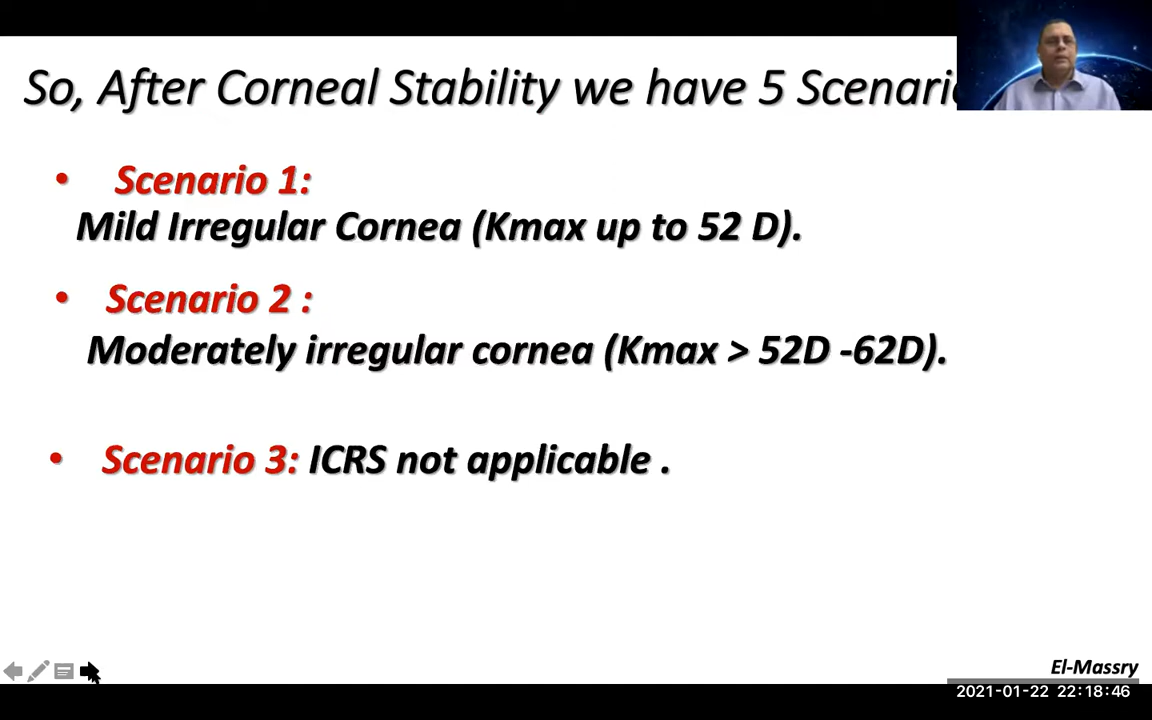 So, After Corneal Stability we have 5 Scenario
• Scenario 1:
Mild Irregular Cornea (Kmax up to 52 D).
• Scenario 2 :
Moderately irregular cornea (Kmax > 52D -62D).
• Scenario 3: ICRS not applicable .
El-Massry
2021-01-22 22:18:46